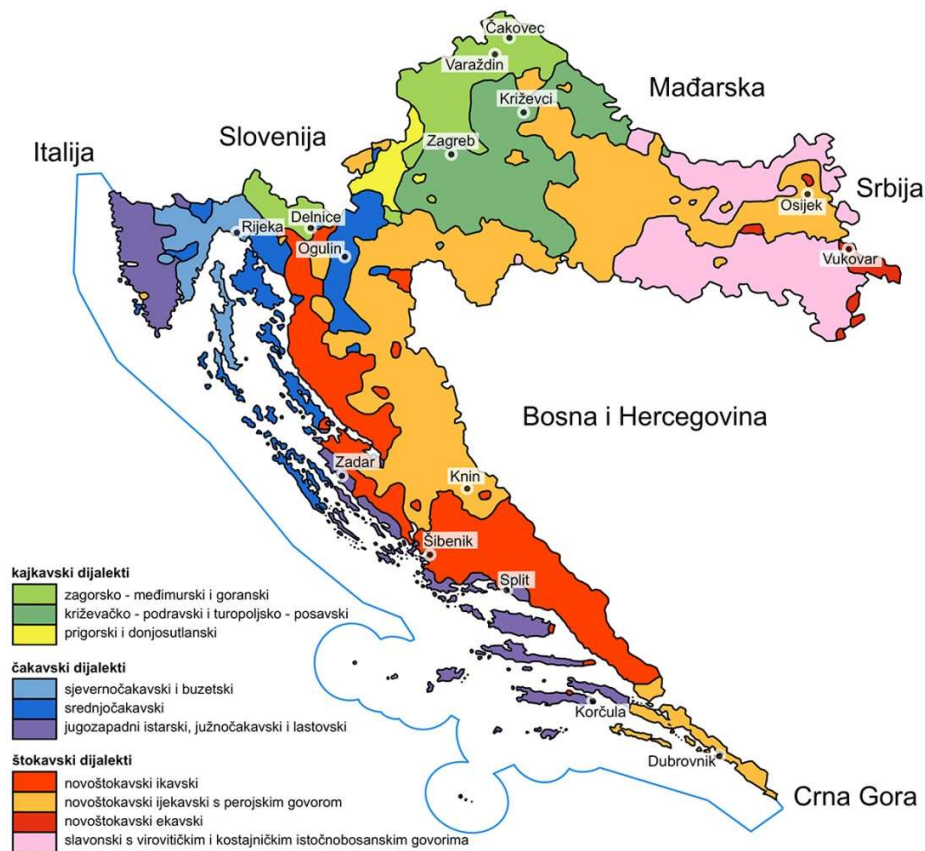 Čakovec
Varaždin
Mađarska
Križevci
Slovenija
Zagreb
Italija
Srbija
Osijek
Delnice
Rijeka
Ogulin
Vukovar
Bosna i Hercegovina
Zadar
Knin
Šibenik
Split
Korčula
Dubrovnik
Crna Gora
kajkavski dijalekti
zagorsko - međimurski i goranski
križevačko - podravski i turopoljsko - posavski
prigorski i donjosutlanski
čakavski dijalekti
sjevernočakavski i buzetski
srednjočakavski
jugozapadni istarski, južnočakavski i lastovski
štokavski dijalekti
novoštokavski ikavski
novoštokavski ijekavski s perojskim govorom
novoštokavski ekavski
slavonski s virovitičkim i kostajničkim istočnobosanskim govorima